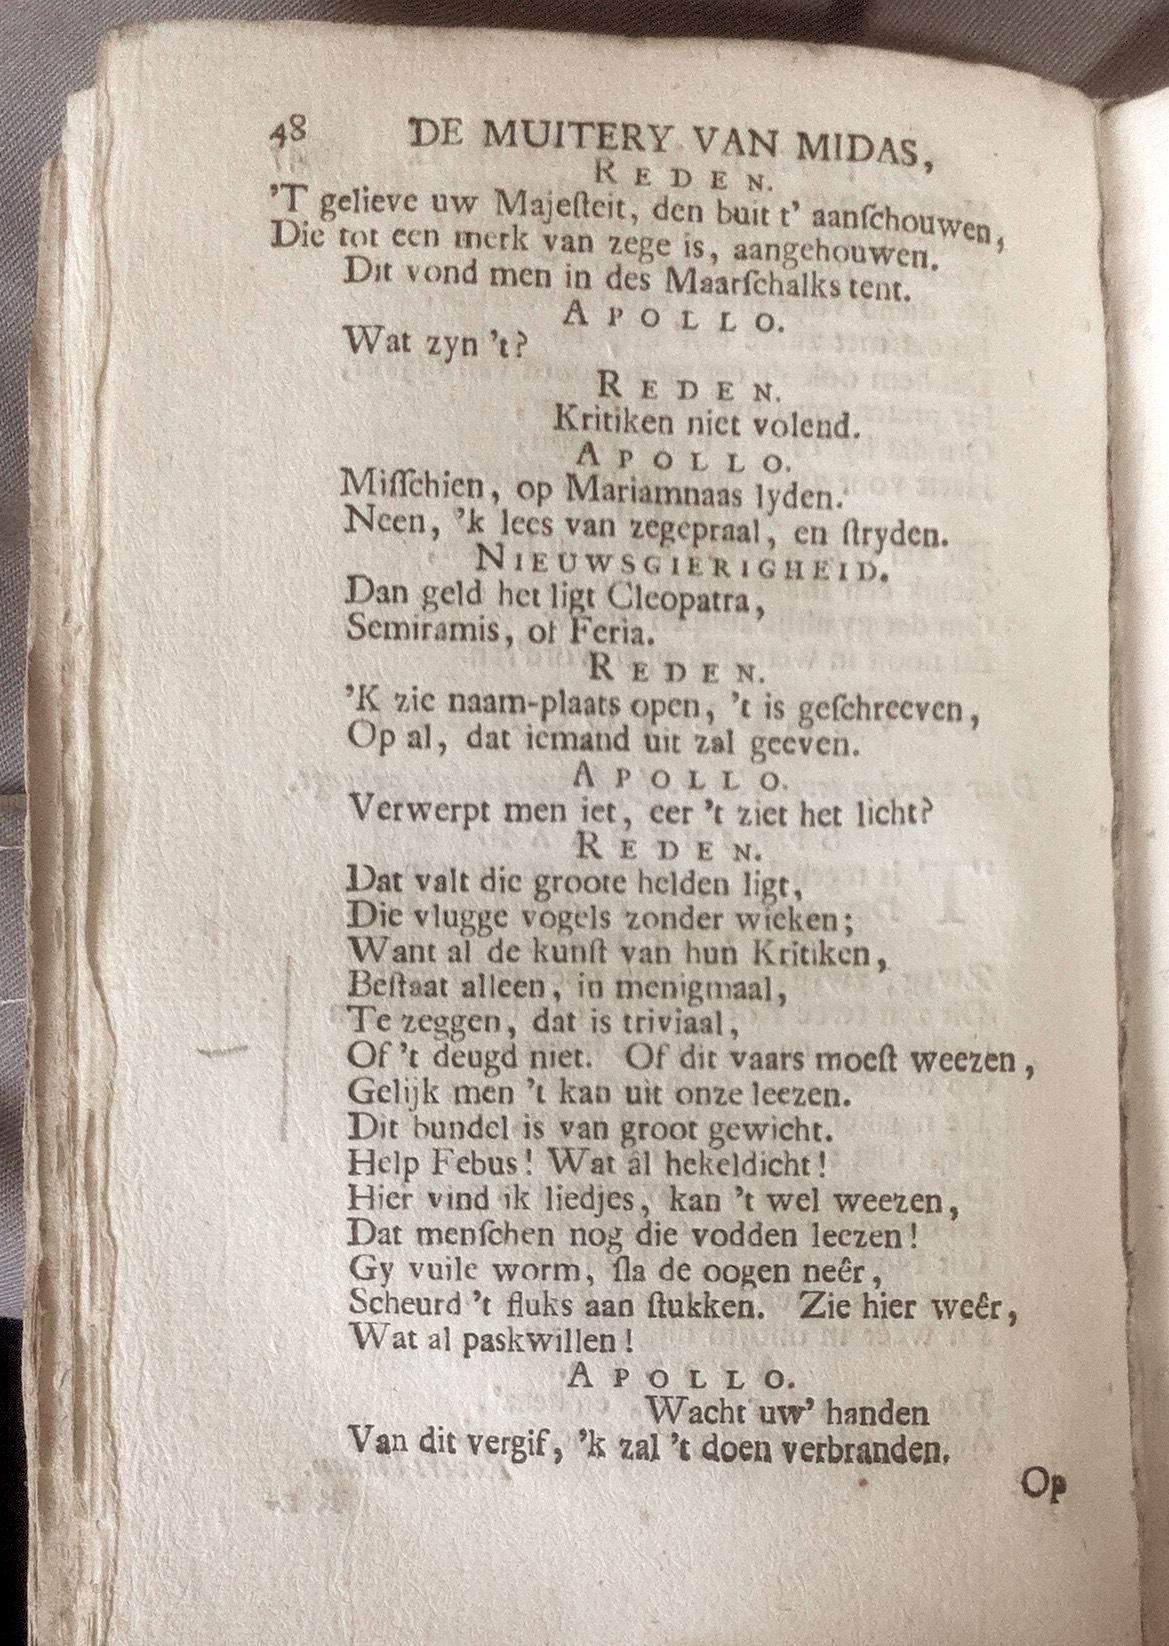 48 DE MUITERY VAN MIDAS,
REDEN.
'T gelieve uw Majeſteit, den buit t' aanſchouwen,
Die tot een merk van zege is, aangehouwen.
Dit vond men in des Maarſchalks tent.
APOLLO.
Wat zyn 't?
REDEN.
Kritiken niet volend.
APOLLO.
Miſſchien, op Mariamnaas lyden.
Neen, 'k lees van zegepraal, en ſtryden.
NIEUWSGIERIGHEID.
Dan geld het ligt Cleopatra,
Semiramis, of Feria.
REDEN.
'K zie naam-plaats open, 't is geſchreeven,
Op al, dat iemand uit zal geeven.
APOLLO.
Verwerpt men iet, eer 't ziet het licht?
REDEN.
Dat valt die groote helden ligt,
Die vlugge vogels zonder wieken;
Want al de kunſt van hun Kritiken,
Beſtaat alleen, in menigmaal,
Te zeggen, dat is triviaal,
Of 't deugd niet. Of dit vaars moeſt weezen,
Gelijk men 't kan uit onze leezen.
Dit bundel is van groot gewicht.
Help Febus! Wat al hekeldicht!
Hier vind ik liedjes, kan 't wel weezen,
Dat menſchen nog die vodden leezen!
Gy vuile worm, ſla de oogen neêr,
Scheurd 't fluks aan ſtukken. Zie hier weêr,
Wat al paskwillen!
APOLLO.
Wacht uw' handen
Van dit vergif, 'k zal 't doen verbranden.
Op